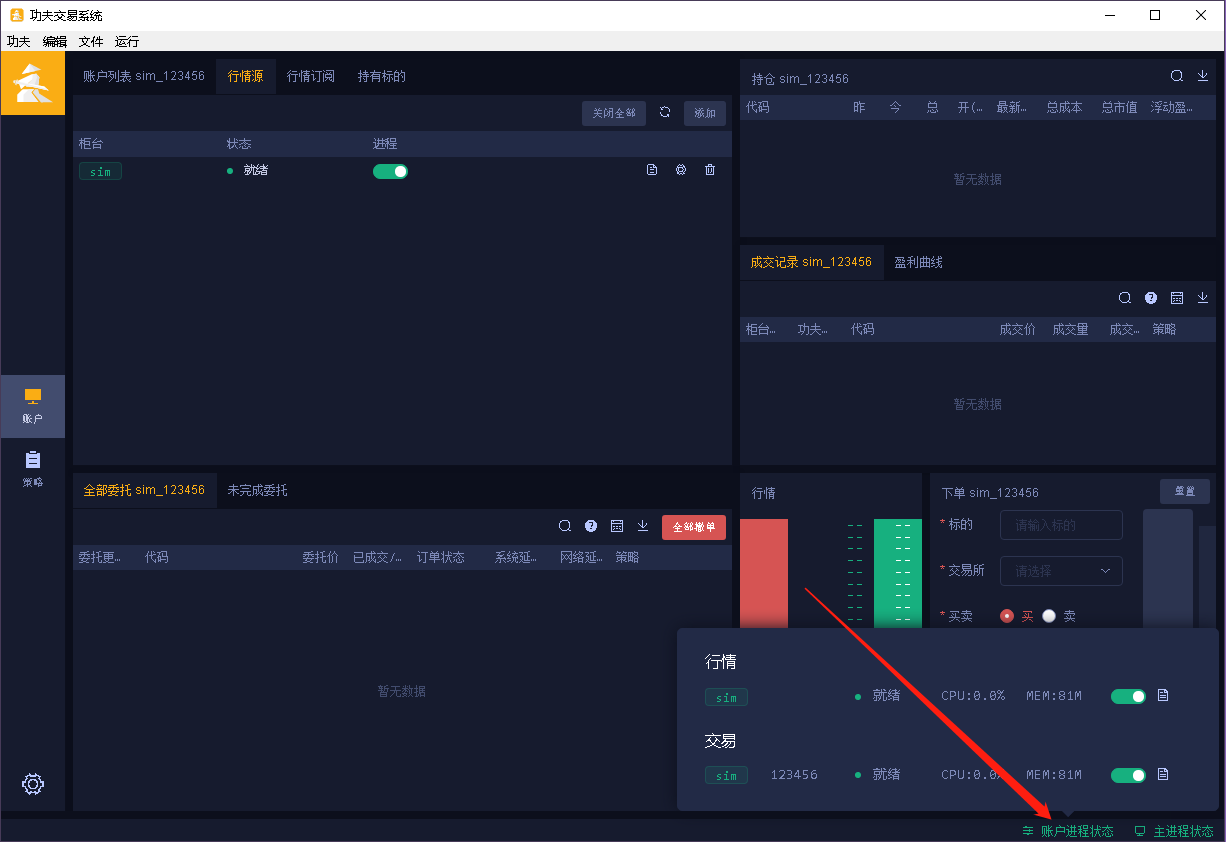 功夫交易系统
功夫 编辑 文件 运行
账户列表 sim_123456 行情源 行情订阅 持有标的
关闭全部 添加
柜台 状态 进程
sim 就绪
持仓 sim_123456
代码 昨 今 总 开(... 最新... 总成本 总市值 浮动盈...
暂无数据
成交记录 sim_123456 盈利曲线
柜台... 功夫... 代码 成交价 成交量 成交... 策略
暂无数据
账户
策略
全部委托 sim_123456 未完成委托
全部撤单
委托更... 代码 委托价 已成交/... 订单状态 系统延... 网络延... 策略
暂无数据
行情
-- --
-- --
-- --
-- --
-- --
-- --
-- --
-- --
-- --
下单 sim_123456 重置
* 标的 请输入标的
* 交易所 请选择
* 买卖 买 卖
行情
sim 就绪 CPU:0.0% MEM:81M
交易
sim 123456 就绪 CPU:0.0% MEM:81M
账户进程状态 主进程状态